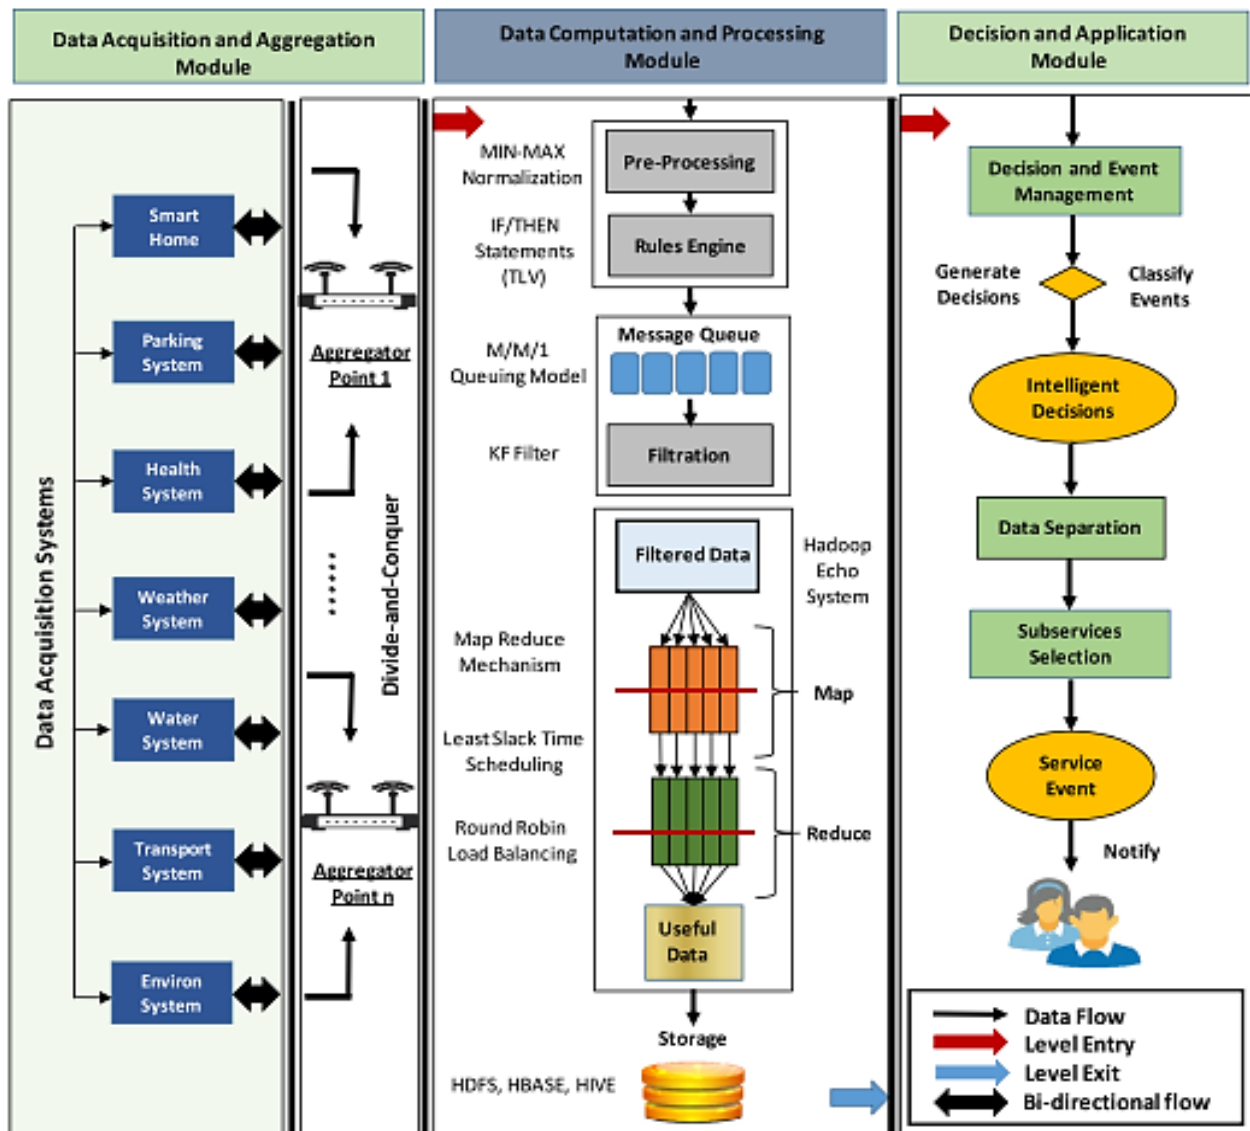 Data Acquisition and Aggregation
Module
Data Computation and Processing
Module
Decision and Application
Module
Data Acquisition Systems
Smart
Home
Parking
System
Health
System
Weather
System
Water
System
Transport
System
Environ
System
Aggregator
Point 1
Divide-and-Conquer
Aggregator
Point n
MIN-MAX
Normalization
Pre-Processing
IF/THEN
Statements
(TLV)
Rules Engine
Message Queue
M/M/1
Queuing Model
KF Filter
Filtration
Filtered Data
Hadoop
Echo
System
Map Reduce
Mechanism
Map
Least Slack Time
Scheduling
Round Robin
Load Balancing
Reduce
Useful
Data
Storage
HDFS, HBASE, HIVE
Decision and Event
Management
Generate
Decisions
Classify
Events
Intelligent
Decisions
Data Separation
Subservices
Selection
Service
Event
Notify
Data Flow
Level Entry
Level Exit
Bi-directional flow